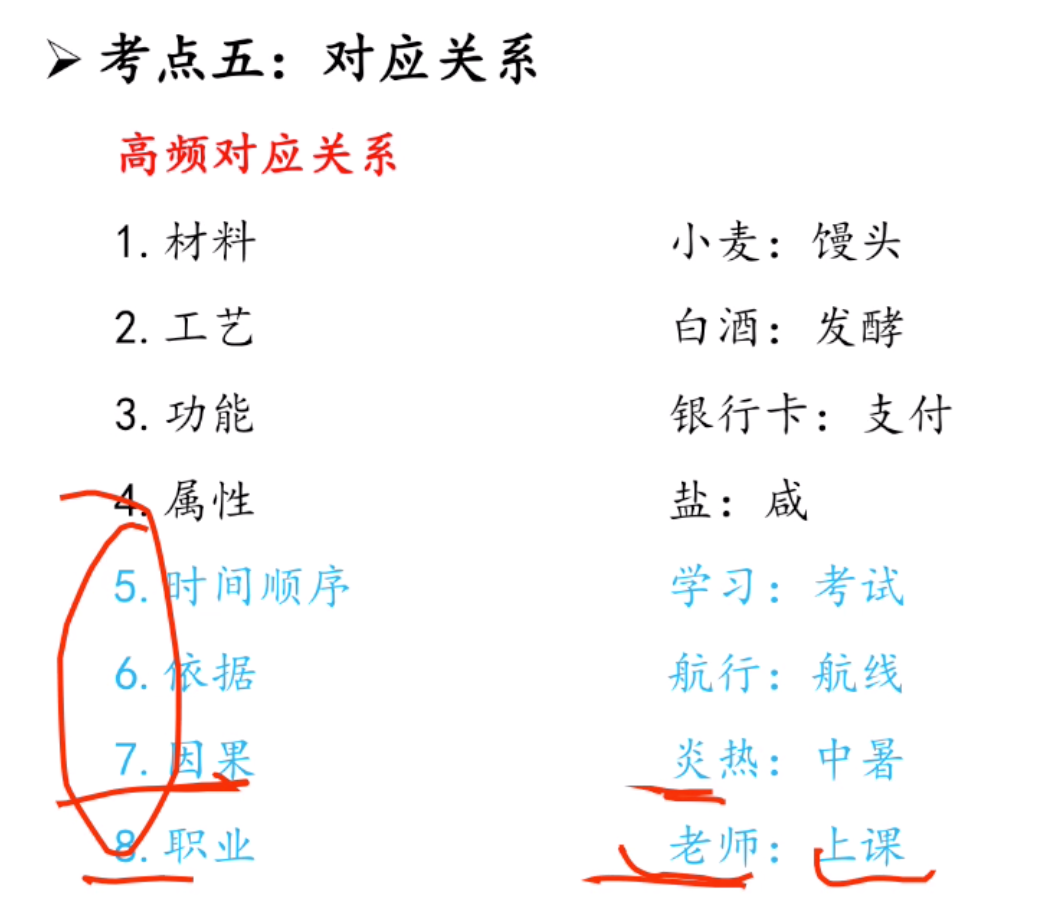 ➢ 考点五：对应关系
高频对应关系
1. 材料 小麦：馒头
2. 工艺 白酒：发酵
3. 功能 银行卡：支付
4. 属性 盐：咸
5. 时间顺序 学习：考试
6. 依据 航行：航线
7. 因果 炎热：中暑
8. 职业 老师：上课